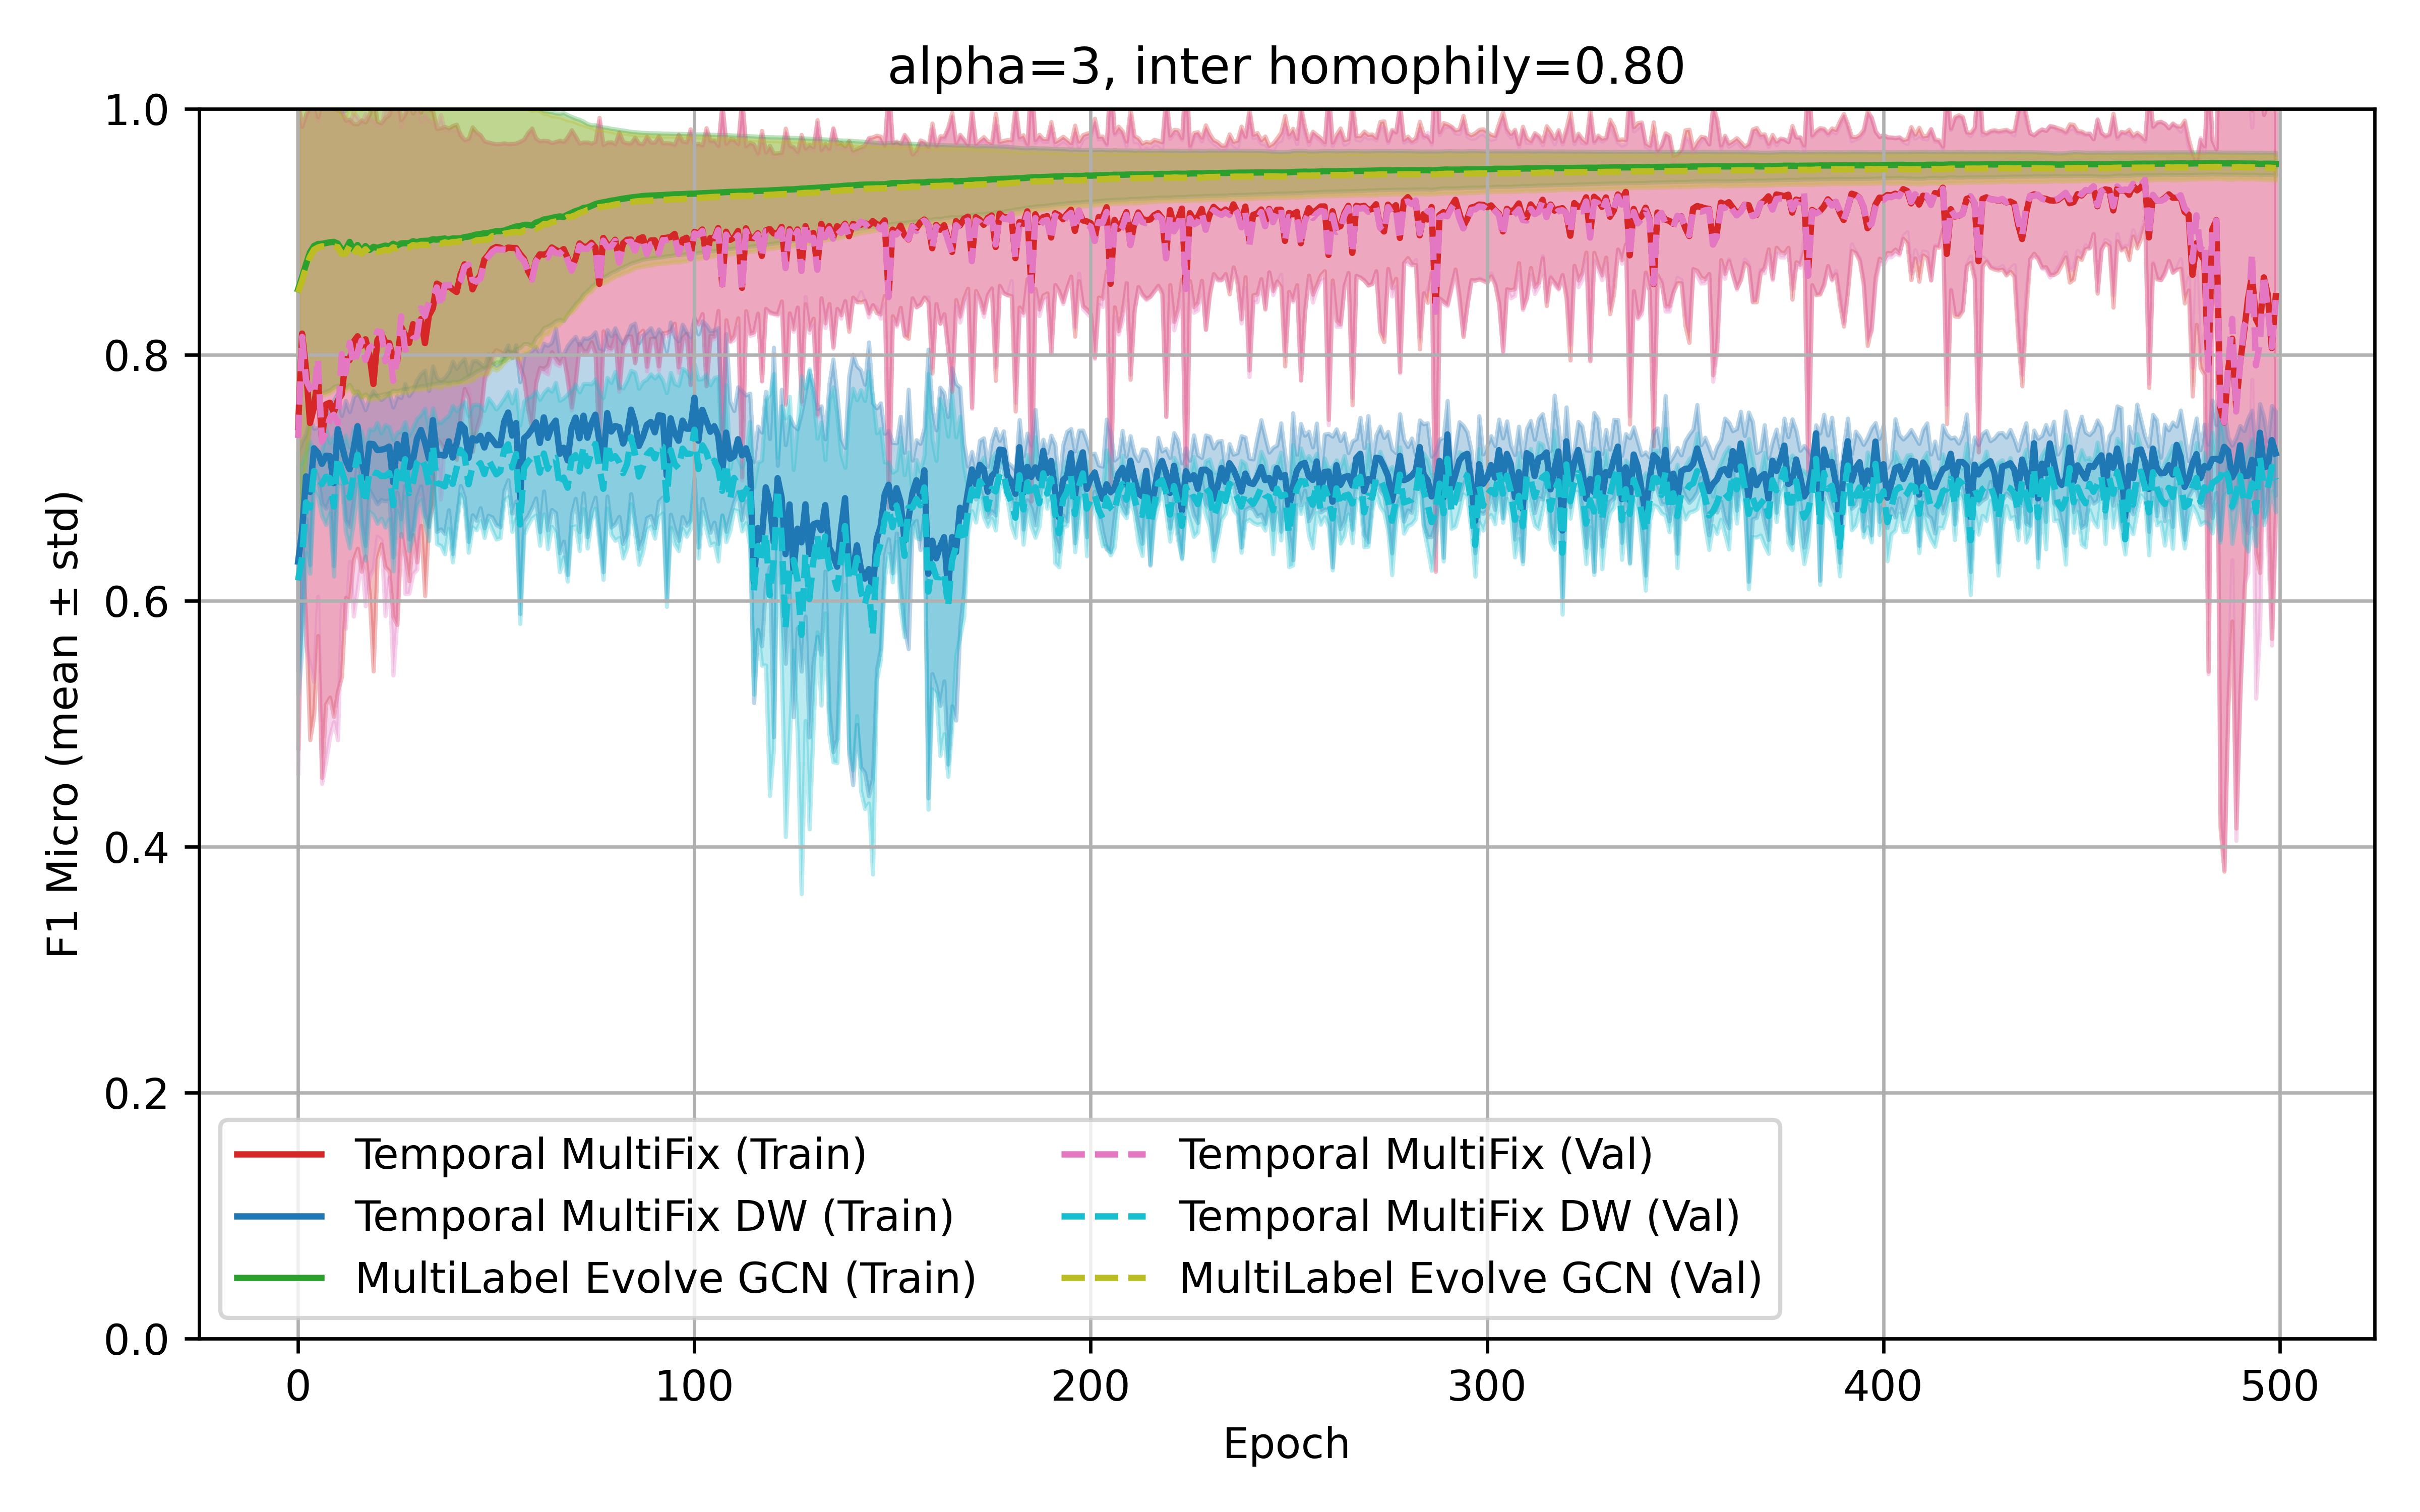 alpha=3, inter homophily=0.80
1.0
0.8
0.6
0.4
0.2
0.0
F1 Micro (mean ± std)
Temporal MultiFix (Train)
Temporal MultiFix DW (Train)
MultiLabel Evolve GCN (Train)
Temporal MultiFix (Val)
Temporal MultiFix DW (Val)
MultiLabel Evolve GCN (Val)
0 100 200 300 400 500
Epoch